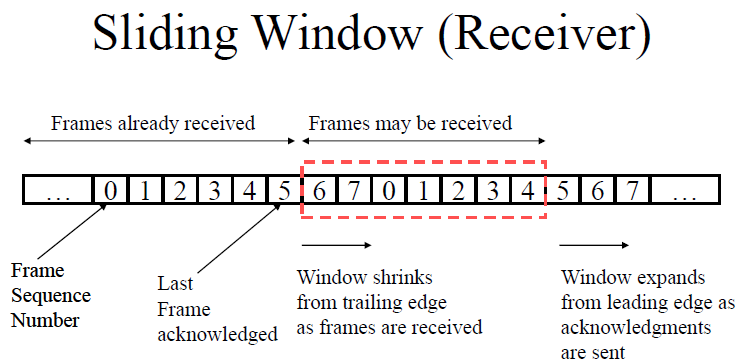 Sliding Window (Receiver)
Frames already received
Frames may be received
... 0 1 2 3 4 5 6 7 0 1 2 3 4 5 6 7 ...
Frame
Sequence
Number
Last
Frame
acknowledged
Window shrinks
from trailing edge
as frames are received
Window expands
from leading edge as
acknowledgments
are sent